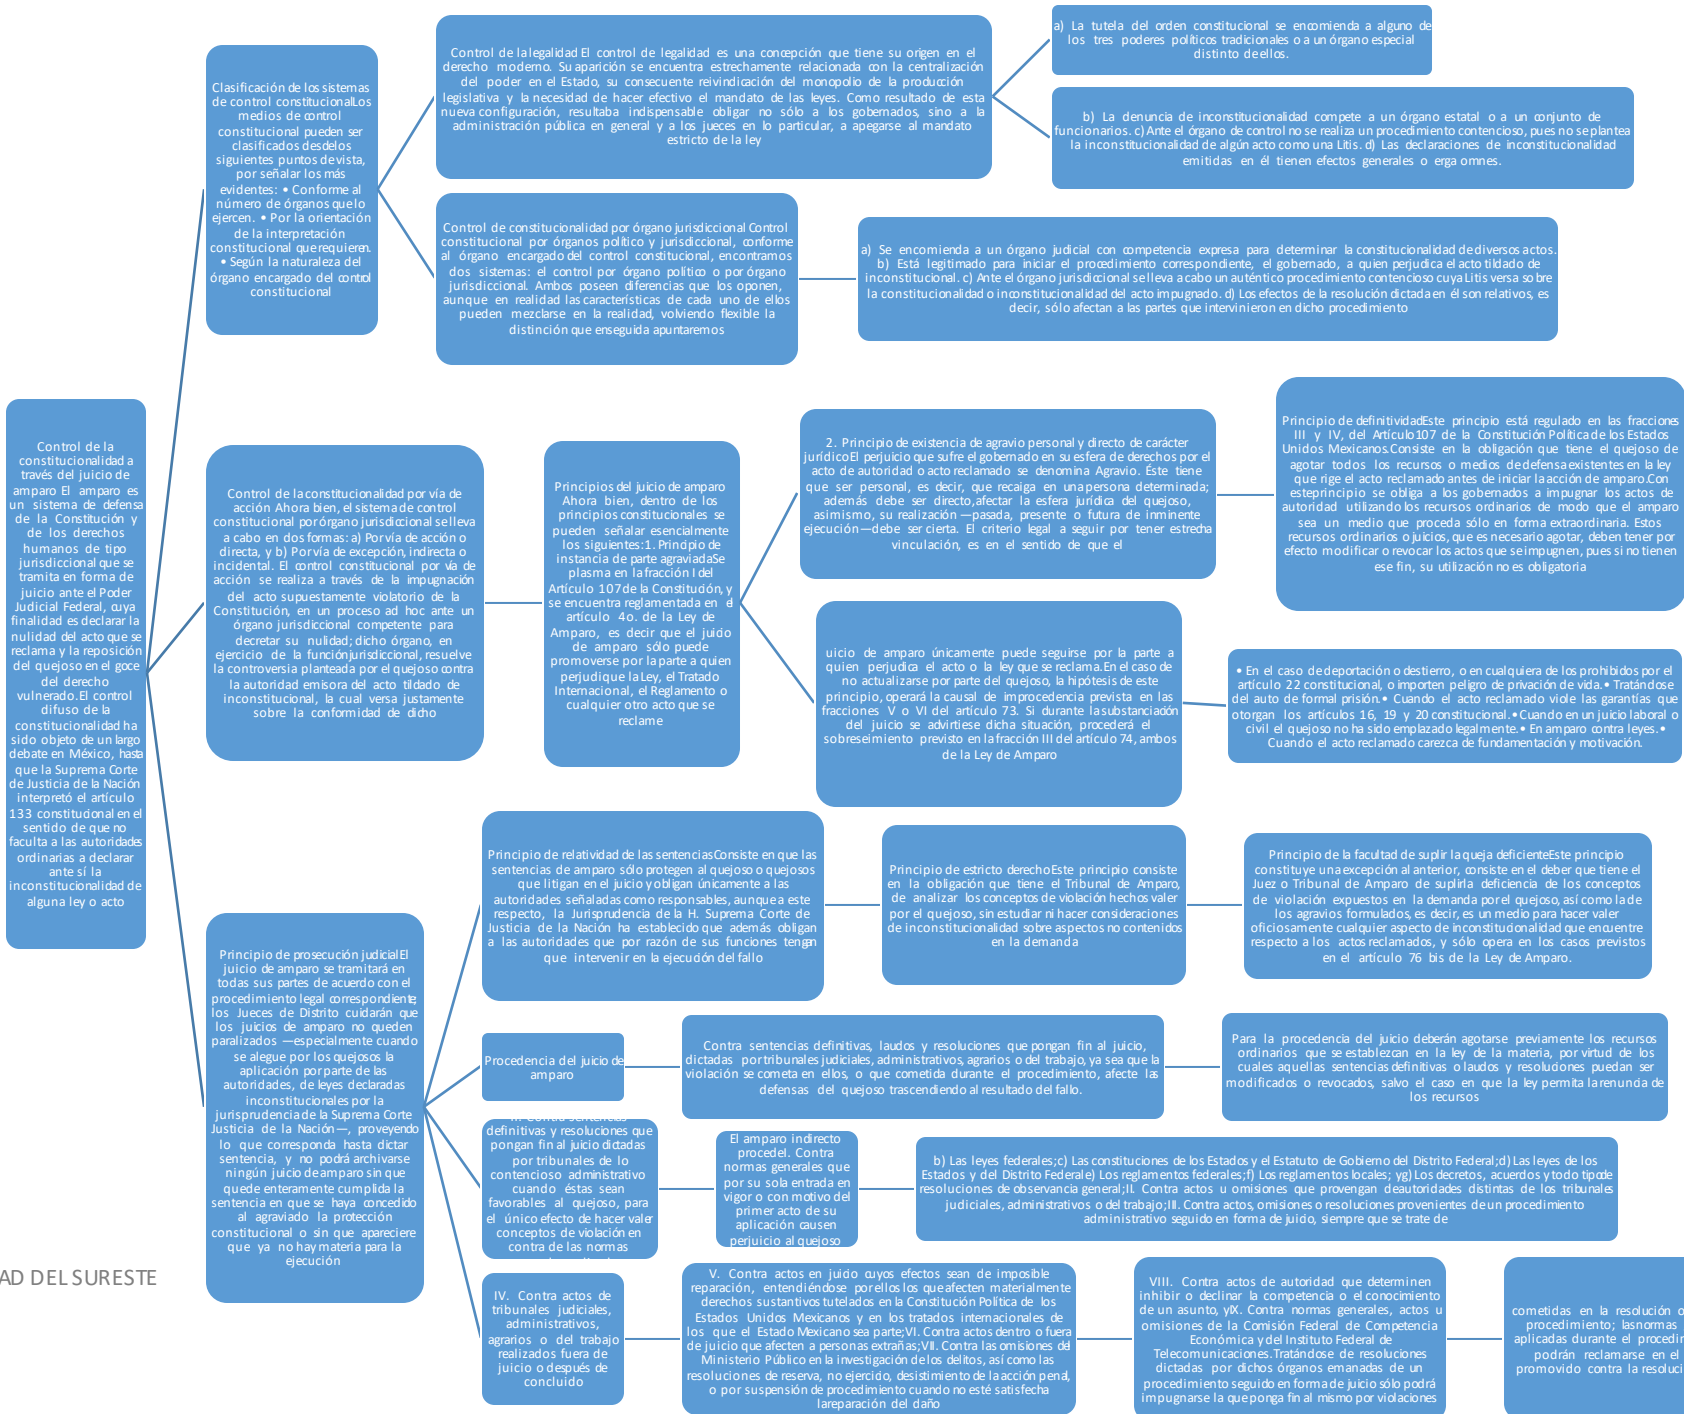 Control de la
constitucionalidad a
través del juicio de
amparo El amparo es
un sistema de defensa
de la Constitución y
de los derechos
humanos de tipo
jurisdiccional que se
tramita en forma de
juicio ante el Poder
Judicial Federal, cuya
finalidad es declarar la
nulidad del acto que se
reclama y la reposición
del quejoso en el goce
del derecho
vulnerado.El control
difuso de la
constitucionalidad ha
sido objeto de un largo
debate en México, hasta
que la Suprema Corte
de Justicia de la Nación
interpretó el artículo
133 constitucional en el
sentido de que no
faculta a las autoridades
ordinarias a declarar
ante sí la
inconstitucionalidad de
alguna ley o acto
Clasificación de los sistemas
de control constitucionalLos
medios de control
constitucional pueden ser
clasificados desde los
siguientes puntos de vista,
por señalar los más
evidentes: • Conforme al
número de órganos que lo
ejercen. • Por la orientación
de la interpretación
constitucional que requieren.
• Según la naturaleza del
órgano encargado del control
constitucional
Control de la legalidad El control de legalidad es una concepción que tiene su origen en el
derecho moderno. Su aparición se encuentra estrechamente relacionada con la centralización
del poder en el Estado, su consecuente reivindicación del monopolio de la producción
legislativa y la necesidad de hacer efectivo el mandato de las leyes. Como resultado de esta
nueva configuración, resultaba indispensable obligar no sólo a los gobernados, sino a la
administración pública en general y a los jueces en lo particular, a apegarse al mandato
estricto de la ley
a) La tutela del orden constitucional se encomienda a alguno de
los tres poderes políticos tradicionales o a un órgano especial
distinto de ellos.
b) La denuncia de inconstitucionalidad compete a un órgano estatal o a un conjunto de
funcionarios. c) Ante el órgano de control no se realiza un procedimiento contencioso, pues no se plantea
la inconstitucionalidad de algún acto como una Litis. d) Las declaraciones de inconstitucionalidad
emitidas en él tienen efectos generales o erga omnes.
Control de constitucionalidad por órgano jurisdiccional Control
constitucional por órganos político y jurisdiccional, conforme
al órgano encargado del control constitucional, encontramos
dos sistemas: el control por órgano político o por órgano
jurisdiccional. Ambos poseen diferencias que los oponen,
aunque en realidad las características de cada uno de ellos
pueden mezclarse en la realidad, volviendo flexible la
distinción que enseguida apuntaremos
a) Se encomienda a un órgano judicial con competencia expresa para determinar la constitucionalidad de diversos actos.
b) Está legitimado para iniciar el procedimiento correspondiente, el gobernado, a quien perjudica el acto tildado de
inconstitucional. c) Ante el órgano jurisdiccional se lleva a cabo un auténtico procedimiento contencioso cuya Litis versa sobre
la constitucionalidad o inconstitucionalidad del acto impugnado. d) Los efectos de la resolución dictada en él son relativos, es
decir, sólo afectan a las partes que intervinieron en dicho procedimiento
Control de la constitucionalidad por vía de
acción Ahora bien, el sistema de control
constitucional por órgano jurisdiccional se lleva
a cabo en dos formas: a) Por vía de acción o
directa, y b) Por vía de excepción, indirecta o
incidental. El control constitucional por vía de
acción se realiza a través de la impugnación
del acto supuestamente violatorio de la
Constitución, en un proceso ad hoc ante un
órgano jurisdiccional competente para
decretar su nulidad; dicho órgano, en
ejercicio de la función jurisdiccional, resuelve
la controversia planteada por el quejoso contra
la autoridad emisora del acto tildado de
inconstitucional, la cual versa justamente
sobre la conformidad de dicho
Principios del juicio de amparo
Ahora bien, dentro de los
principios constitucionales se
pueden señalar esencialmente
los siguientes:1. Principio de
instancia de parte agraviadaSe
plasma en la fracción I del
Artículo 107 de la Constitución, y
se encuentra reglamentada en el
artículo 4o. de la Ley de
Amparo, es decir que el juicio
de amparo sólo puede
promoverse por la parte a quien
perjudique la Ley, el Tratado
Internacional, el Reglamento o
cualquier otro acto que se
reclame
2. Principio de existencia de agravio personal y directo de carácter
jurídicoEl perjuicio que sufre el gobernado en su esfera de derechos por el
acto de autoridad o acto reclamado se denomina Agravio. Éste tiene
que ser personal, es decir, que recaiga en una persona determinada;
además debe ser directo, afectar la esfera jurídica del quejoso,
asimismo, su realización —pasada, presente o futura de inminente
ejecución—debe ser cierta. El criterio legal a seguir por tener estrecha
vinculación, es en el sentido de que el
Principio de definitividadEste principio está regulado en las fracciones
III y IV, del Artículo 107 de la Constitución Política de los Estados
Unidos Mexicanos.Consiste en la obligación que tiene el quejoso de
agotar todos los recursos o medios de defensa existentes en la ley
que rige el acto reclamado antes de iniciar la acción de amparo.Con
este principio se obliga a los gobernados a impugnar los actos de
autoridad utilizando los recursos ordinarios de modo que el amparo
sea un medio que proceda sólo en forma extraordinaria. Estos
recursos ordinarios o juicios, que es necesario agotar, deben tener por
efecto modificar o revocar los actos que se impugnen, pues si no tienen
ese fin, su utilización no es obligatoria
uicio de amparo únicamente puede seguirse por la parte a
quien perjudica el acto o la ley que se reclama.En el caso de
no actualizarse por parte del quejoso, la hipótesis de este
principio, operará la causal de improcedencia prevista en las
fracciones V o VI del artículo 73. Si durante la substanciación
del juicio se advirtiese dicha situación, procederá el
sobreseimiento previsto en la fracción III del artículo 74, ambos
de la Ley de Amparo
• En el caso de deportación o destierro, o en cualquiera de los prohibidos por el
artículo 22 constitucional, o importen peligro de privación de vida.• Tratándose
del auto de formal prisión.• Cuando el acto reclamado viole las garantías que
otorgan los artículos 16, 19 y 20 constitucional.• Cuando en un juicio laboral o
civil el quejoso no ha sido emplazado legalmente.• En amparo contra leyes.•
Cuando el acto reclamado carezca de fundamentación y motivación.
Principio de prosecución judicialEl
juicio de amparo se tramitará en
todas sus partes de acuerdo con el
procedimiento legal correspondiente;
los Jueces de Distrito cuidarán que
los juicios de amparo no queden
paralizados —especialmente cuando
se alegue por los quejosos la
aplicación por parte de las
autoridades, de leyes declaradas
inconstitucionales por la
jurisprudencia de la Suprema Corte
Justicia de la Nación—, proveyendo
lo que corresponda hasta dictar
sentencia, y no podrá archivarse
ningún juicio de amparo sin que
quede enteramente cumplida la
sentencia en que se haya concedido
al agraviado la protección
constitucional o sin que apareciere
que ya no hay materia para la
ejecución
Principio de relatividad de las sentenciasConsiste en que las
sentencias de amparo sólo protegen al quejoso o quejosos
que litigan en el juicio y obligan únicamente a las
autoridades señaladas como responsables, aunque a este
respecto, la Jurisprudencia de la H. Suprema Corte de
Justicia de la Nación ha establecido que además obligan
a las autoridades que por razón de sus funciones tengan
que intervenir en la ejecución del fallo
Principio de estricto derechoEste principio consiste
en la obligación que tiene el Tribunal de Amparo,
de analizar los conceptos de violación hechos valer
por el quejoso, sin estudiar ni hacer consideraciones
de inconstitucionalidad sobre aspectos no contenidos
en la demanda
Principio de la facultad de suplir la queja deficienteEste principio
constituye una excepción al anterior, consiste en el deber que tiene el
Juez o Tribunal de Amparo de suplir la deficiencia de los conceptos
de violación expuestos en la demanda por el quejoso, así como la de
los agravios formulados, es decir, es un medio para hacer valer
oficiosamente cualquier aspecto de inconstitucionalidad que encuentre
respecto a los actos reclamados, y sólo opera en los casos previstos
en el artículo 76 bis de la Ley de Amparo.
Procedencia del juicio de
amparo
Contra sentencias definitivas, laudos y resoluciones que pongan fin al juicio,
dictadas por tribunales judiciales, administrativos, agrarios o del trabajo, ya sea que la
violación se cometa en ellos, o que cometida durante el procedimiento, afecte las
defensas del quejoso trascendiendo al resultado del fallo.
Para la procedencia del juicio deberán agotarse previamente los recursos
ordinarios que se establezcan en la ley de la materia, por virtud de los
cuales aquellas sentencias definitivas o laudos y resoluciones puedan ser
modificados o revocados, salvo el caso en que la ley permita la renuncia de
los recursos
definitivas y resoluciones que
pongan fin al juicio dictadas
por tribunales de lo
contencioso administrativo
cuando éstas sean
favorables al quejoso, para
el único efecto de hacer valer
conceptos de violación en
contra de las normas
El amparo indirecto
procedeI. Contra
normas generales que
por su sola entrada en
vigor o con motivo del
primer acto de su
aplicación causen
perjuicio al quejoso
b) Las leyes federales;c) Las constituciones de los Estados y el Estatuto de Gobierno del Distrito Federal;d) Las leyes de los
Estados y del Distrito Federale) Los reglamentos federales;f) Los reglamentos locales; yg) Los decretos, acuerdos y todo tipo de
resoluciones de observancia general;II. Contra actos u omisiones que provengan de autoridades distintas de los tribunales
judiciales, administrativos o del trabajo;III. Contra actos, omisiones o resoluciones provenientes de un procedimiento
administrativo seguido en forma de juicio, siempre que se trate de
IV. Contra actos de
tribunales judiciales,
administrativos,
agrarios o del trabajo
realizados fuera de
juicio o después de
concluido
V. Contra actos en juicio cuyos efectos sean de imposible
reparación, entendiéndose por ellos los que afecten materialmente
derechos sustantivos tutelados en la Constitución Política de los
Estados Unidos Mexicanos y en los tratados internacionales de
los que el Estado Mexicano sea parte;VI. Contra actos dentro o fuera
de juicio que afecten a personas extrañas;VII. Contra las omisiones del
Ministerio Público en la investigación de los delitos, así como las
resoluciones de reserva, no ejercicio, desistimiento de la acción penal,
o por suspensión de procedimiento cuando no esté satisfecha
la reparación del daño
VIII. Contra actos de autoridad que determinen
inhibir o declinar la competencia o el conocimiento
de un asunto, yIX. Contra normas generales, actos u
omisiones de la Comisión Federal de Competencia
Económica y del Instituto Federal de
Telecomunicaciones.Tratándose de resoluciones
dictadas por dichos órganos emanadas de un
procedimiento seguido en forma de juicio sólo podrá
impugnarse la que ponga fin al mismo por violaciones
cometidas en la resolución o
procedimiento; las normas
aplicadas durante el procedim
podrán reclamarse en el
promovido contra la resoluci
AD DEL SURESTE